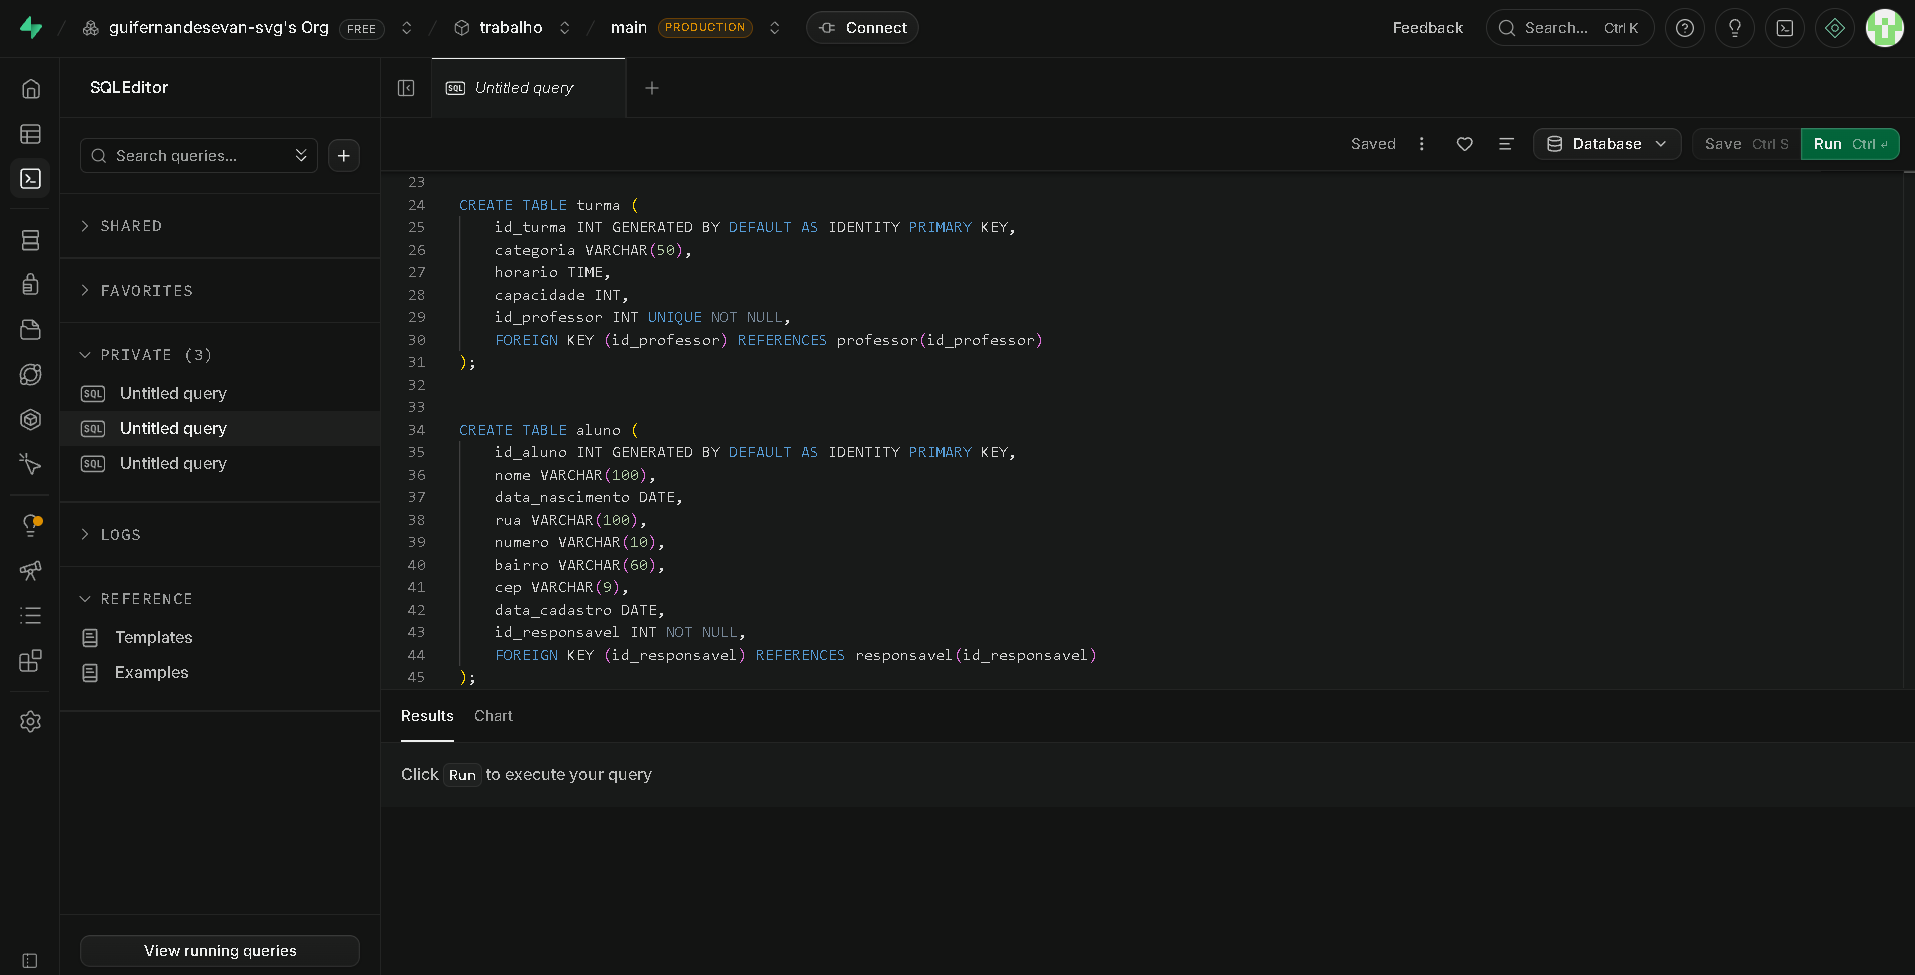 guifernandesevan-svg's Org FREE
trabalho
main PRODUCTION
Connect
Feedback
Search... Ctrl K
SQL Editor
Search queries...
SHARED
FAVORITES
PRIVATE (3)
SQL Untitled query
SQL Untitled query
SQL Untitled query
LOGS
REFERENCE
Templates
Examples
View running queries
SQL Untitled query
Saved
Database
Save Ctrl S
Run Ctrl ↵
23
24 CREATE TABLE turma (
25 id_turma INT GENERATED BY DEFAULT AS IDENTITY PRIMARY KEY,
26 categoria VARCHAR(50),
27 horario TIME,
28 capacidade INT,
29 id_professor INT UNIQUE NOT NULL,
30 FOREIGN KEY (id_professor) REFERENCES professor(id_professor)
31 );
32
33
34 CREATE TABLE aluno (
35 id_aluno INT GENERATED BY DEFAULT AS IDENTITY PRIMARY KEY,
36 nome VARCHAR(100),
37 data_nascimento DATE,
38 rua VARCHAR(100),
39 numero VARCHAR(10),
40 bairro VARCHAR(60),
41 cep VARCHAR(9),
42 data_cadastro DATE,
43 id_responsavel INT NOT NULL,
44 FOREIGN KEY (id_responsavel) REFERENCES responsavel(id_responsavel)
45 );
Results Chart
Click Run to execute your query